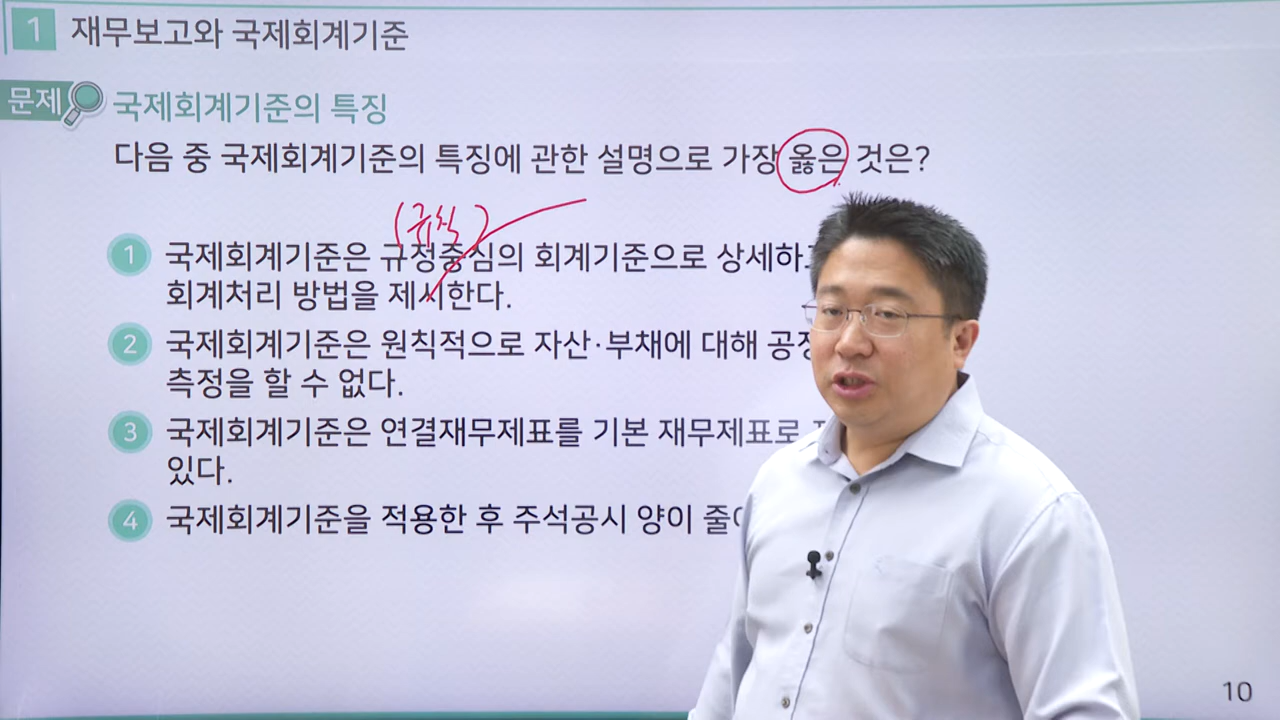 1 재무보고와 국제회계기준
문제 국제회계기준의 특징
다음 중 국제회계기준의 특징에 관한 설명으로 가장 옳은 것은?
(규칙)
1 국제회계기준은 규정중심의 회계기준으로 상세하고
회계처리 방법을 제시한다.
2 국제회계기준은 원칙적으로 자산·부채에 대해
측정을 할 수 없다.
3 국제회계기준은 연결재무제표를 기본 재무제표로
있다.
4 국제회계기준을 적용한 후 주석공시 양이
10